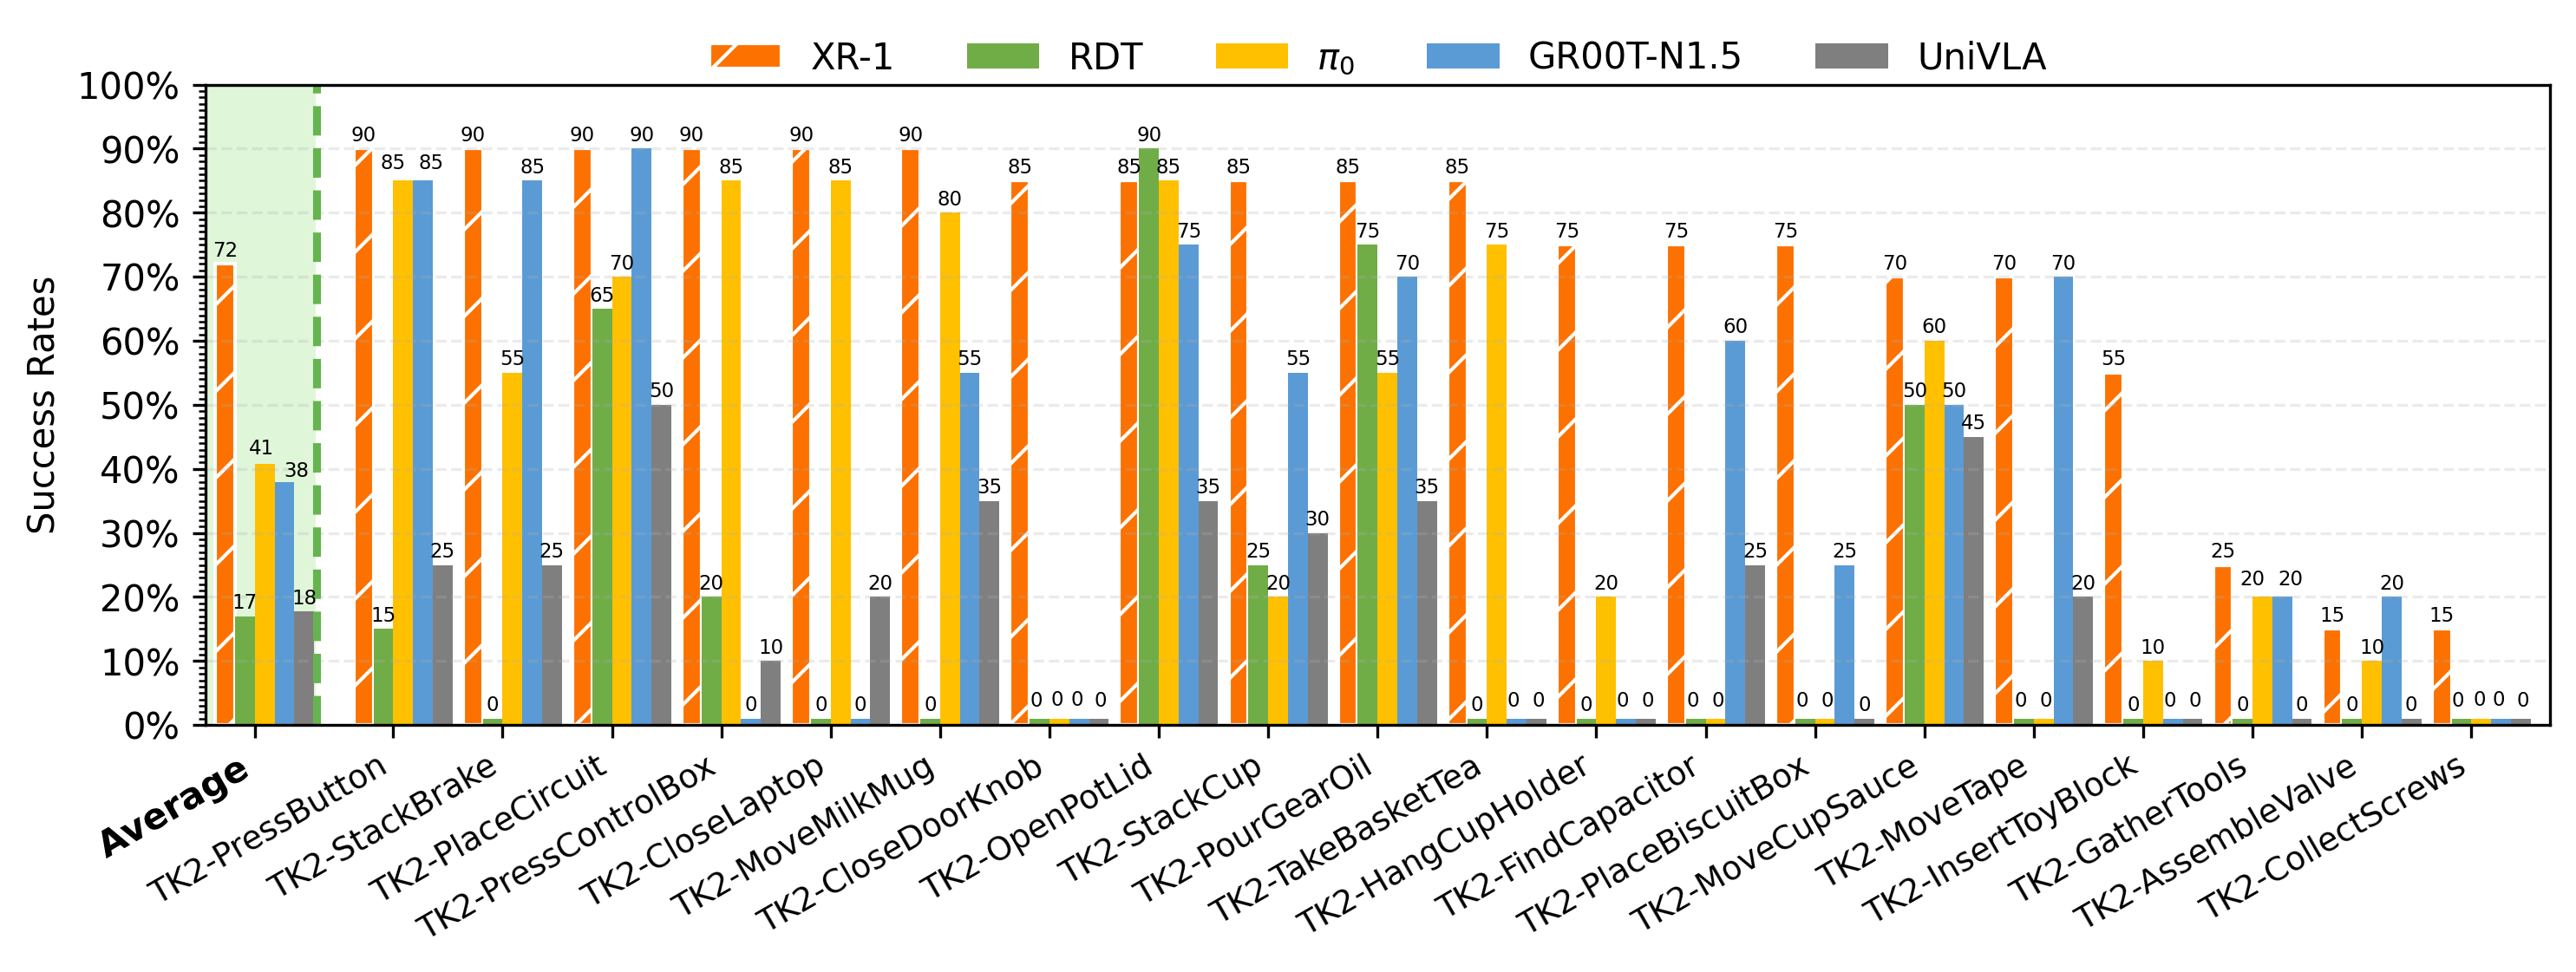 XR-1 RDT π0 GR00T-N1.5 UniVLA
Success Rates
100%
90%
80%
70%
60%
50%
40%
30%
20%
10%
0%
72 17 41 38 18
90 15 85 85 25
90 0 55 85 25
90 65 70 90 50
90 20 85 0 10
90 0 85 0 20
90 0 80 55 35
85 0 0 0 0
85 90 85 75 35
85 25 20 55 30
85 75 55 70 35
85 0 75 0 0
75 0 20 0 0
75 0 0 60 25
75 0 0 25 0
70 50 60 50 45
70 0 0 70 20
55 0 10 0 0
25 0 20 20 0
15 0 10 20 0
15 0 0 0 0
Average
TK2-PressButton
TK2-StackBrake
TK2-PlaceCircuit
TK2-PressControlBox
TK2-CloseLaptop
TK2-MoveMilkMug
TK2-CloseDoorKnob
TK2-OpenPotLid
TK2-StackCup
TK2-PourGearOil
TK2-TakeBasketTea
TK2-HangCupHolder
TK2-FindCapacitor
TK2-PlaceBiscuitBox
TK2-MoveCupSauce
TK2-MoveTape
TK2-InsertToyBlock
TK2-GatherTools
TK2-AssembleValve
TK2-CollectScrews